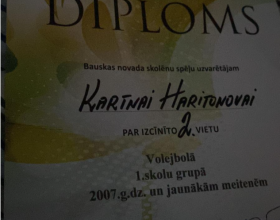 DIPLOMS
Bauskas novada skolēnu spēļu uzvarētājam
Karīnai Haritonovai
PAR IZCĪNĪTO 2. VIETU
Volejbolā
1.skolu grupā
2007.g.dz. un jaunākām meitenēm